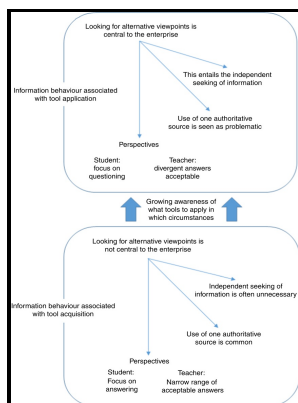 Looking for alternative viewpoints is
central to the enterprise
This entails the independent
seeking of information
Information behaviour associated
with tool application
Use of one authoritative
source is seen as problematic
Perspectives
Student:
focus on
questioning
Teacher:
divergent answers
acceptable
Growing awareness of
what tools to apply in
which circumstances
Looking for alternative viewpoints is
not central to the enterprise
Independent seeking of
information is often unnecessary
Information behaviour associated
with tool acquisition
Use of one authoritative
source is common
Perspectives
Student:
Focus on
answering
Teacher:
Narrow range of
acceptable answers